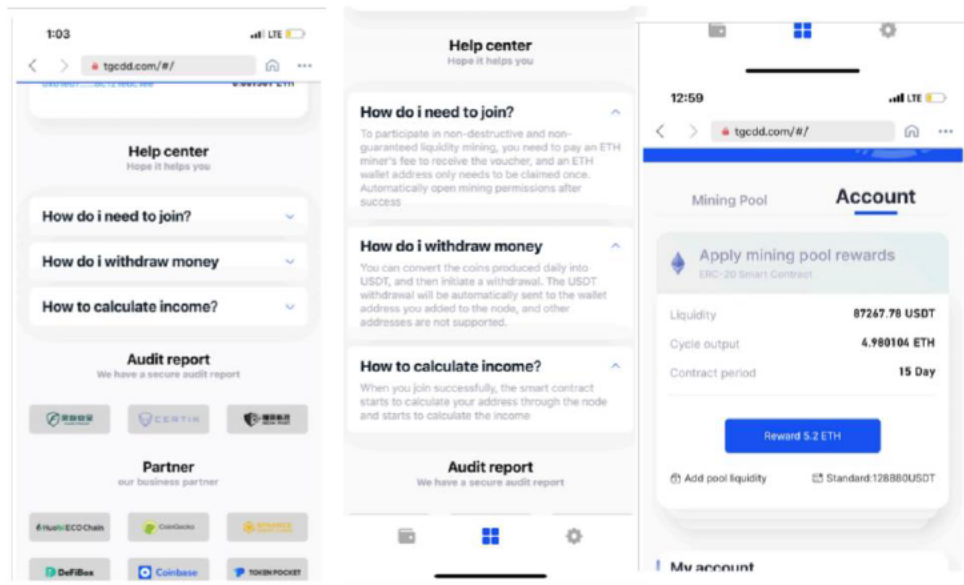 1:03
LTE
tgcdd.com/#/
Help center
Hope it helps you
How do i need to join?
How do i withdraw money
How to calculate income?
Audit report
We have a secure audit report
CERTIK
Partner
our business partner
Huobi ECO Chain
CoinGecko
BINANCE
DeFiBox
Coinbase
TOKEN POCKET
Help center
Hope it helps you
How do i need to join?
To participate in non-destructive and non-
guaranteed liquidity mining, you need to pay an ETH
miner's fee to receive the voucher, and an ETH
wallet address only needs to be claimed once.
Automatically open mining permissions after
success
How do i withdraw money
You can convert the coins produced daily into
USDT, and then initiate a withdrawal. The USDT
withdrawal will be automatically sent to the wallet
address you added to the node, and other
addresses are not supported.
How to calculate income?
When you join successfully, the smart contract
starts to calculate your address through the node
and starts to calculate the income
Audit report
We have a secure audit report
12:59
LTE
tgcdd.com/#/
Mining Pool
Account
Apply mining pool rewards
ERC-20 Smart Contract
Liquidity 87267.78 USDT
Cycle output 4.980104 ETH
Contract period 15 Day
Reward 5.2 ETH
Add pool liquidity
Standard:128880USDT
My account